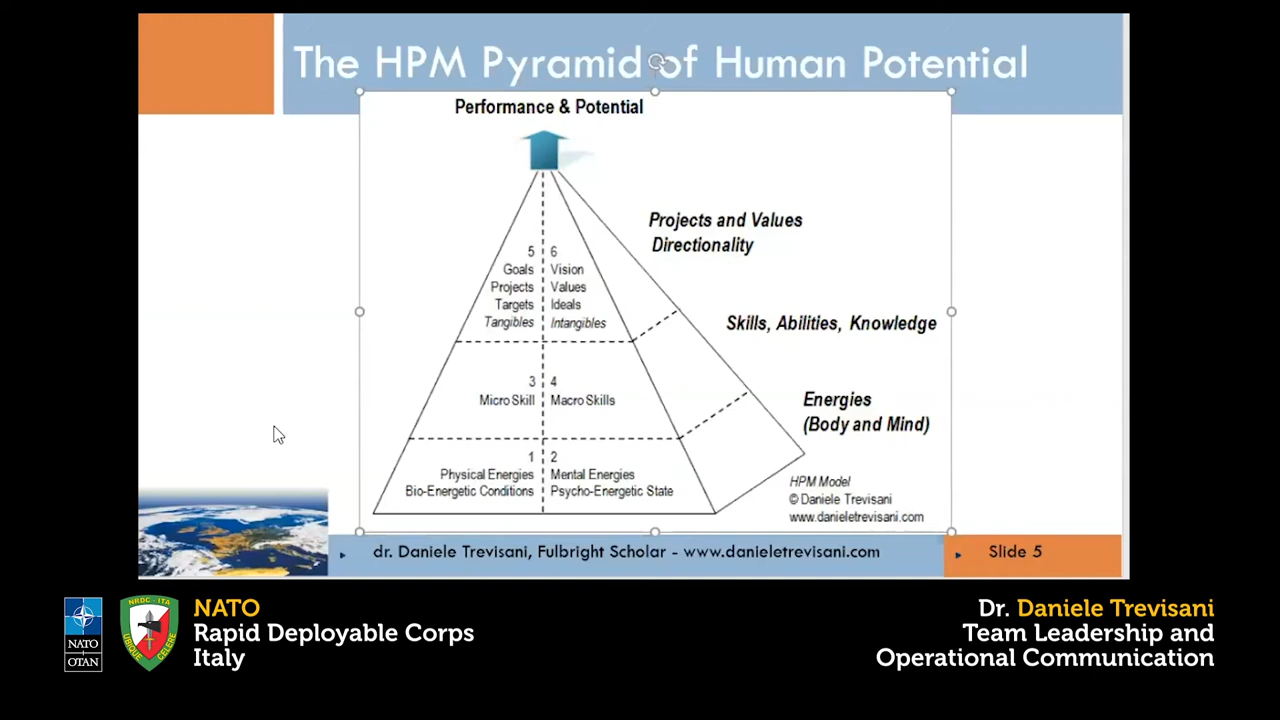 The HPM Pyramid of Human Potential
Performance & Potential
Projects and Values
Directionality
5 6
Goals Vision
Projects Values
Targets Ideals
Tangibles Intangibles
Skills, Abilities, Knowledge
3 4
Micro Skill Macro Skills
Energies
(Body and Mind)
1 2
Physical Energies Mental Energies
Bio-Energetic Conditions Psycho-Energetic State
HPM Model
© Daniele Trevisani
www.danieletrevisani.com
dr. Daniele Trevisani, Fulbright Scholar - www.danieletrevisani.com
Slide 5
NATO
OTAN
NRDC - ITA
UBIQUE CELERE
NATO
Rapid Deployable Corps
Italy
Dr. Daniele Trevisani
Team Leadership and
Operational Communication